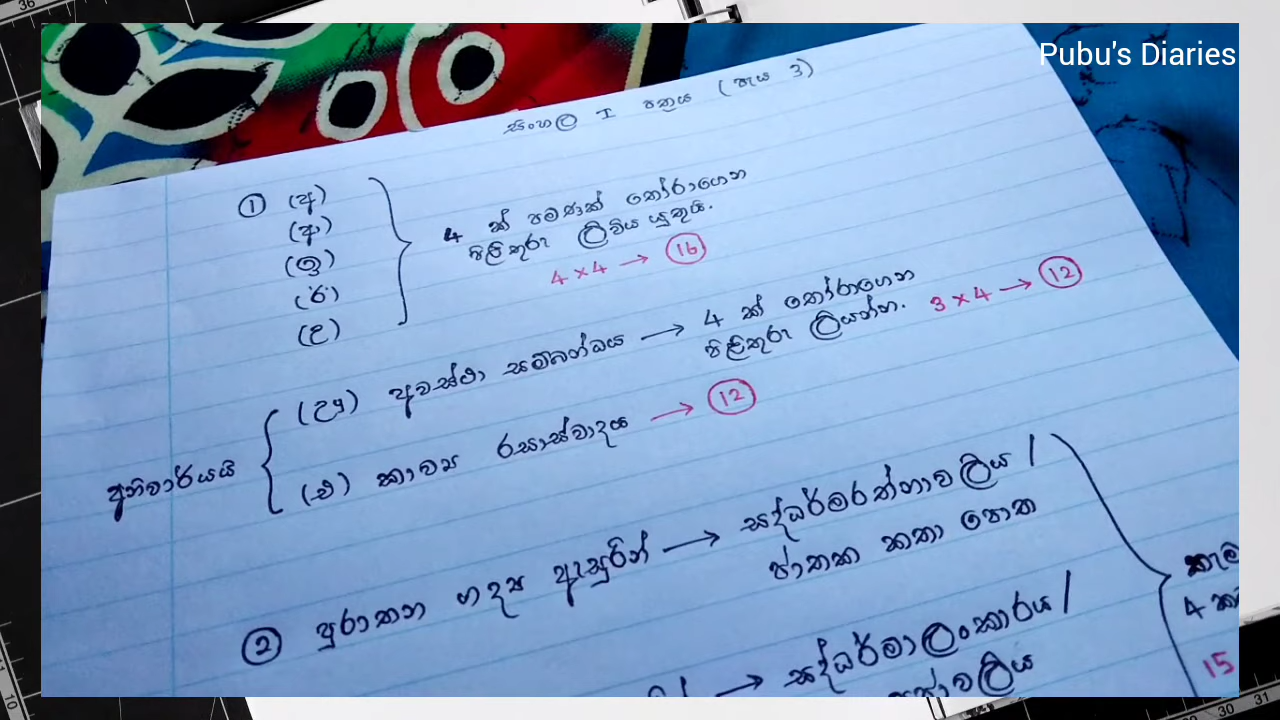 Pubu's Diaries
සිංහල I පත්‍රය (පැය 3)
① (අ)
(ආ)
(ඉ)
(ඊ)
(උ)
4 ක් පමණක් තෝරාගෙන
පිළිතුරු ලිවිය යුතුයි.
4 × 4 → 16
අනිවාර්යයි
(ඌ) අවස්ථා සම්බන්ධය → 4 ක් තෝරාගෙන
පිළිතුරු ලියන්න. 3 × 4 → 12
(එ) කාව්‍ය රසාස්වාදය → 12
② පුරාතන ගද්‍ය ඇසුරින් → සද්ධර්මරත්නාවලිය /
ජාතක කතා පොත
→ සද්ධර්මාලංකාරය /
4
15